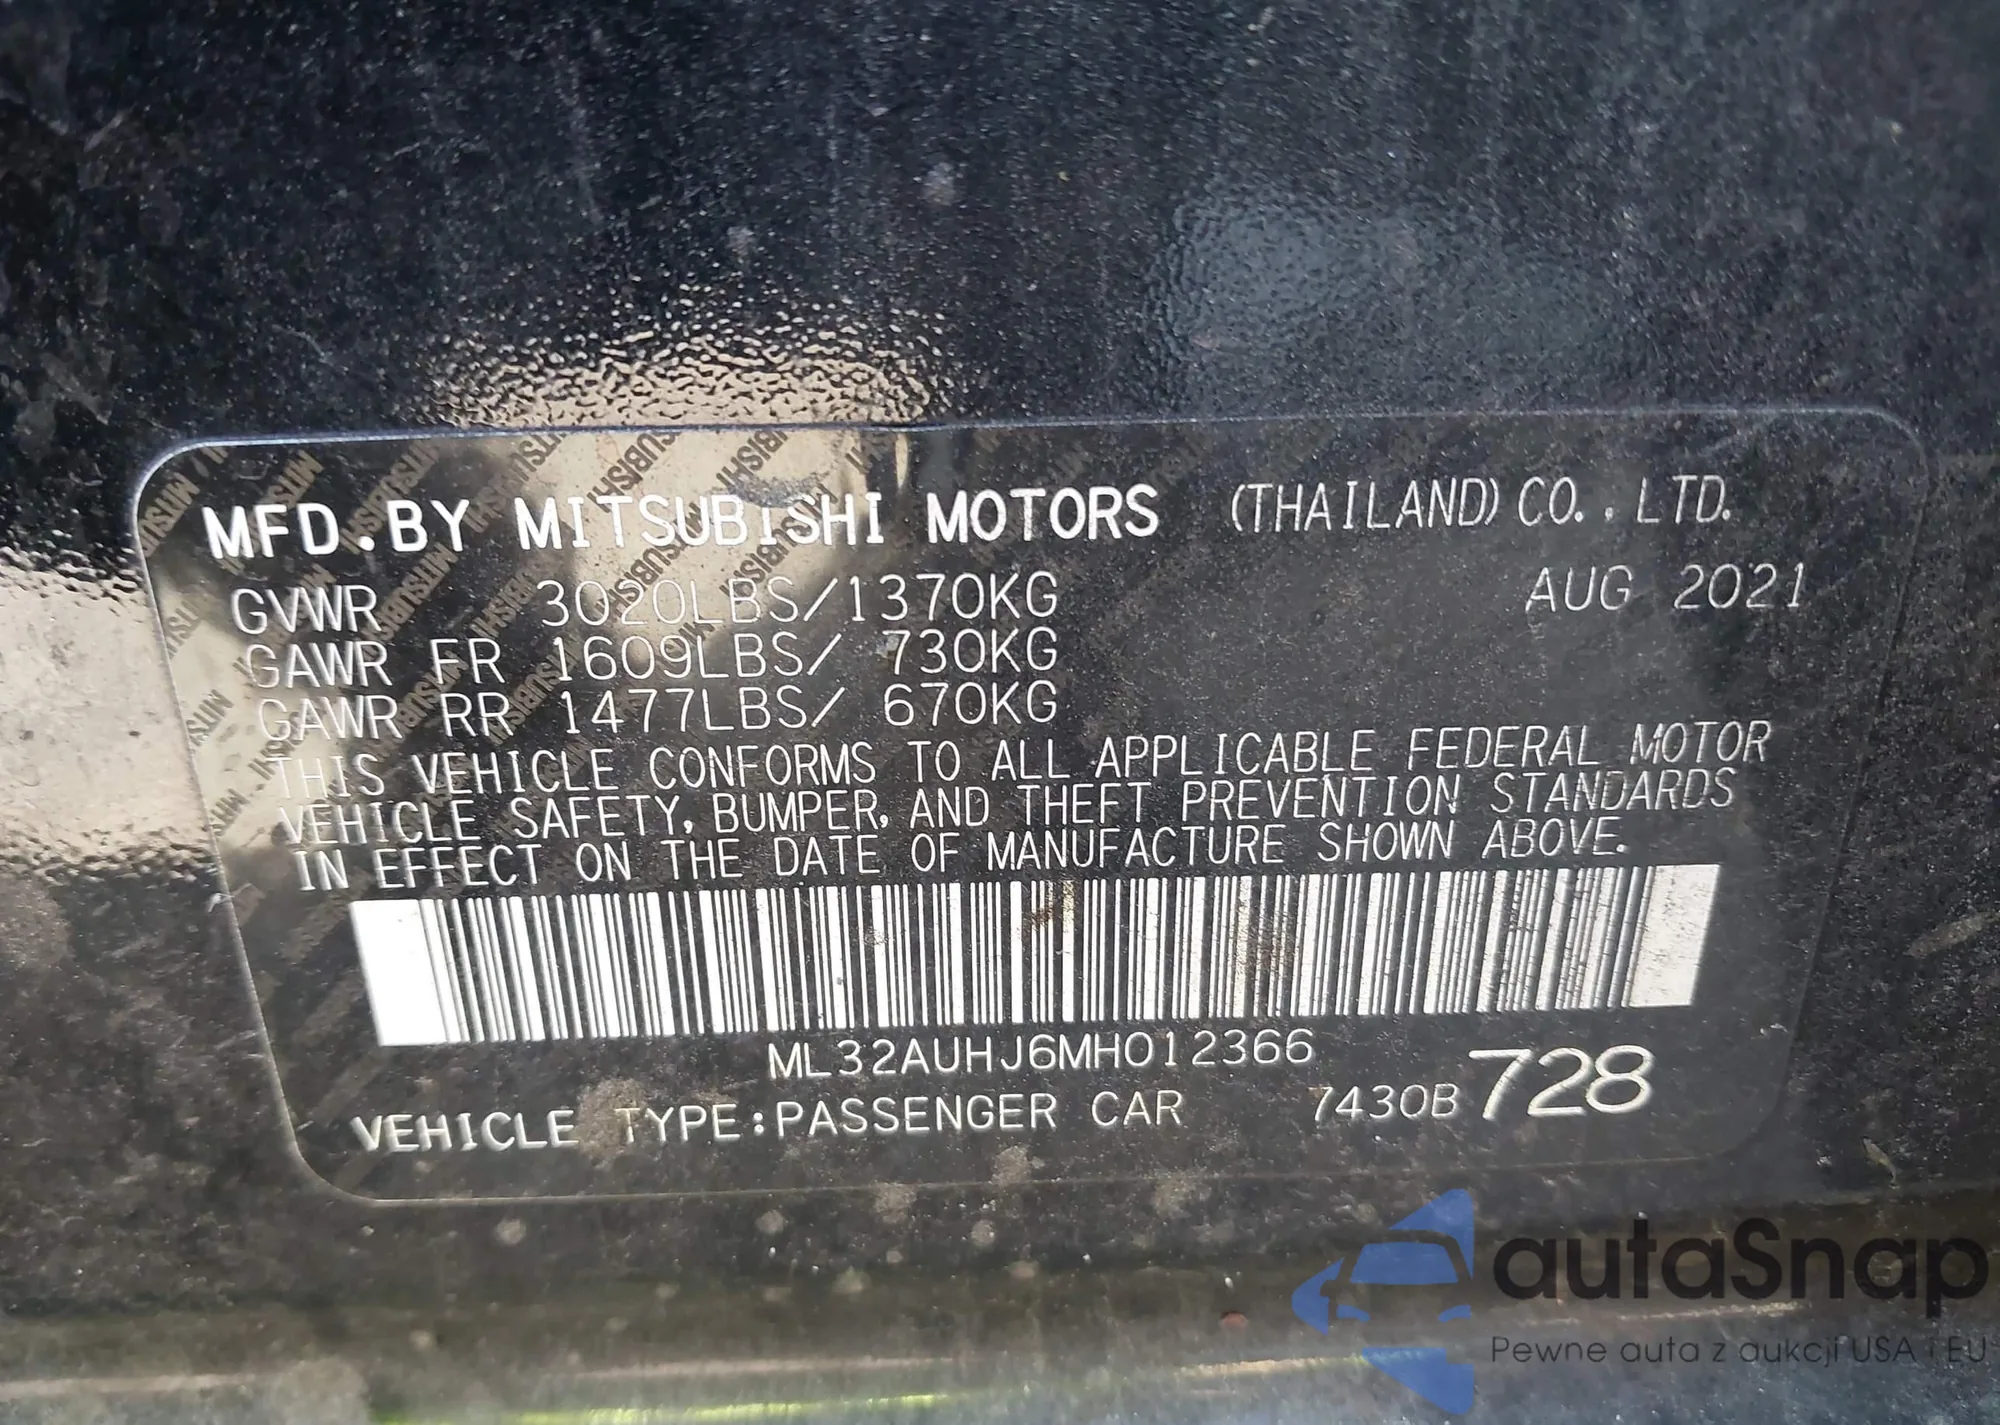 MFD.BY MITSUBISHI MOTORS (THAILAND) CO., LTD.
GVWR 3020LBS/1370KG AUG 2021
GAWR FR 1609LBS/ 730KG
GAWR RR 1477LBS/ 670KG
THIS VEHICLE CONFORMS TO ALL APPLICABLE FEDERAL MOTOR
VEHICLE SAFETY, BUMPER, AND THEFT PREVENTION STANDARDS
IN EFFECT ON THE DATE OF MANUFACTURE SHOWN ABOVE.
ML32AUHJ6MH012366
VEHICLE TYPE:PASSENGER CAR 7430B 728
autaSnap
Pewne auta z aukcji USA i EU